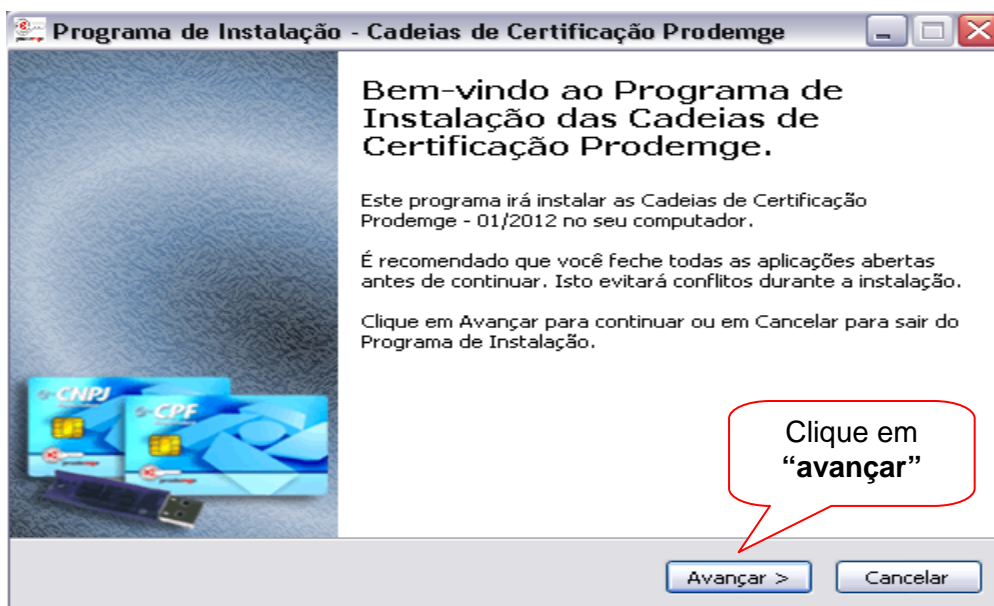 Programa de Instalação - Cadeias de Certificação Prodemge
Bem-vindo ao Programa de
Instalação das Cadeias de
Certificação Prodemge.
Este programa irá instalar as Cadeias de Certificação
Prodemge - 01/2012 no seu computador.
É recomendado que você feche todas as aplicações abertas
antes de continuar. Isto evitará conflitos durante a instalação.
Clique em Avançar para continuar ou em Cancelar para sair do
Programa de Instalação.
e-CNPJ
e-CPF
prodemge
prodemge
Clique em
“avançar”
Avançar >
Cancelar